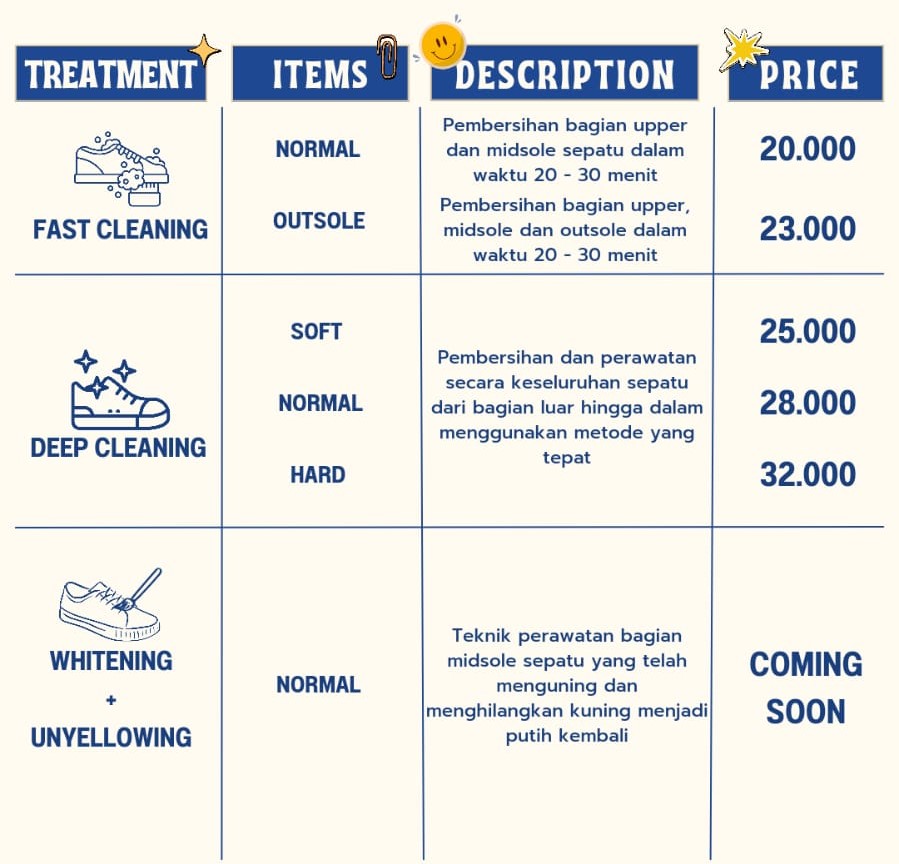 TREATMENT
ITEMS
DESCRIPTION
PRICE
FAST CLEANING
NORMAL
Pembersihan bagian upper
dan midsole sepatu dalam
waktu 20 - 30 menit
20.000
OUTSOLE
Pembersihan bagian upper,
midsole dan outsole dalam
waktu 20 - 30 menit
23.000
DEEP CLEANING
SOFT
NORMAL
HARD
Pembersihan dan perawatan
secara keseluruhan sepatu
dari bagian luar hingga dalam
menggunakan metode yang
tepat
25.000
28.000
32.000
WHITENING
+
UNYELLOWING
NORMAL
Teknik perawatan bagian
midsole sepatu yang telah
menguning dan
menghilangkan kuning menjadi
putih kembali
COMING
SOON